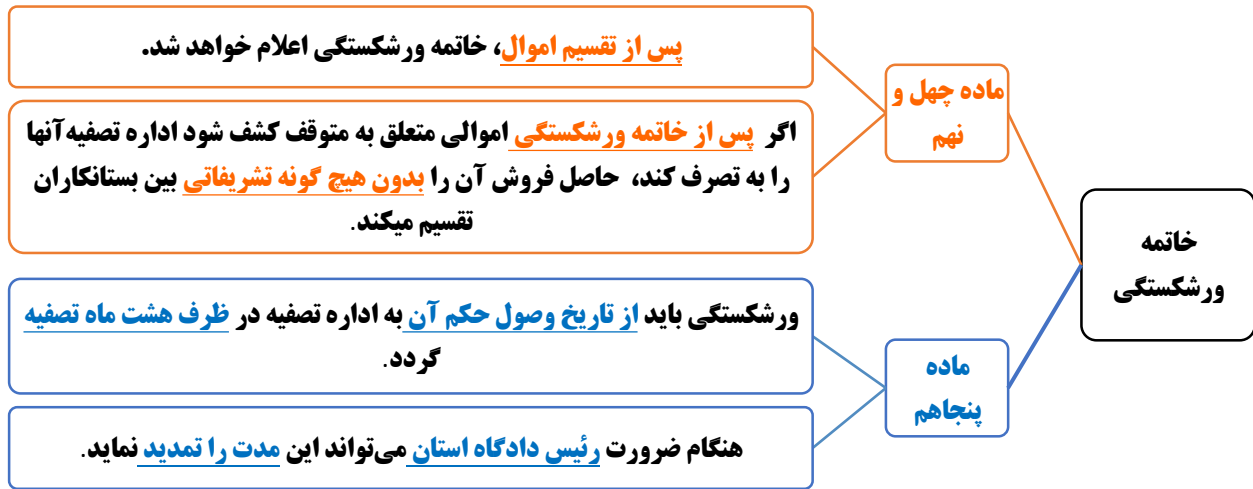 خاتمه
ورشکستگی
ماده چهل و
نهم
پس از تقسیم اموال، خاتمه ورشکستگی اعلام خواهد شد.
اگر پس از خاتمه ورشکستگی اموالی متعلق به متوقف کشف شود اداره تصفیه آنها
را به تصرف کند، حاصل فروش آن را بدون هیچ گونه تشریفاتی بین بستانکاران
تقسیم میکند.
ماده
پنجاهم
ورشکستگی باید از تاریخ وصول حکم آن به اداره تصفیه در ظرف هشت ماه تصفیه
گردد.
هنگام ضرورت رئیس دادگاه استان می‌تواند این مدت را تمدید نماید.